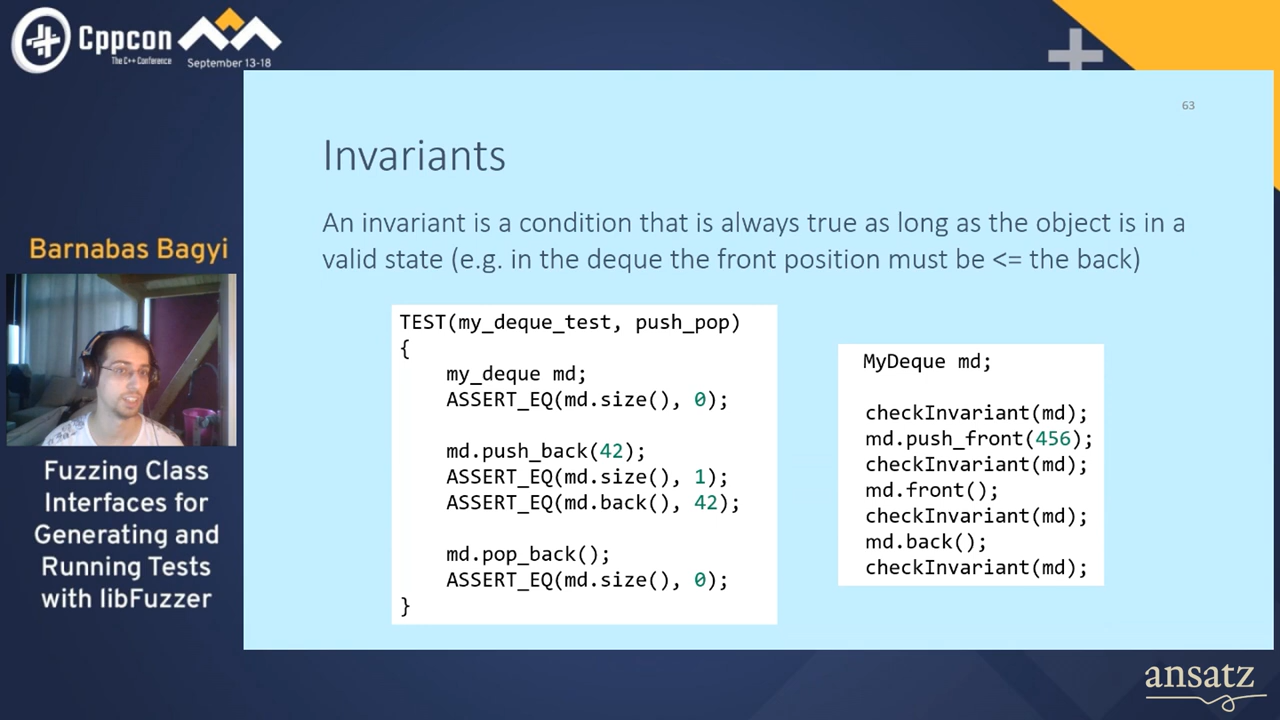 Cppcon
The C++ Conference
September 13-18
63
Invariants
An invariant is a condition that is always true as long as the object is in a
valid state (e.g. in the deque the front position must be <= the back)
Barnabas Bagyi
Fuzzing Class
Interfaces for
Generating and
Running Tests
with libFuzzer
TEST(my_deque_test, push_pop)
{
my_deque md;
ASSERT_EQ(md.size(), 0);
md.push_back(42);
ASSERT_EQ(md.size(), 1);
ASSERT_EQ(md.back(), 42);
md.pop_back();
ASSERT_EQ(md.size(), 0);
}
MyDeque md;
checkInvariant(md);
md.push_front(456);
checkInvariant(md);
md.front();
checkInvariant(md);
md.back();
checkInvariant(md);
ansatz